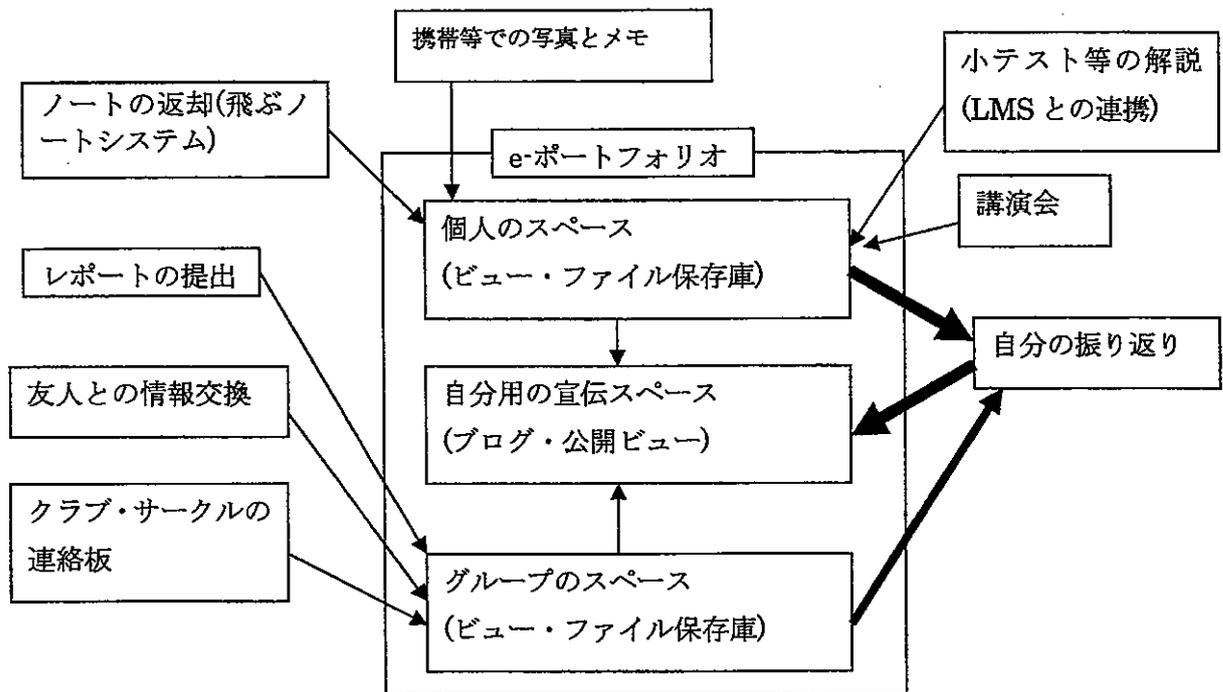 携帯等での写真とメモ
小テスト等の解説
(LMS との連携)
ノートの返却(飛ぶノ
ートシステム)
e-ポートフォリオ
講演会
個人のスペース
(ビュー・ファイル保存庫)
レポートの提出
自分の振り返り
友人との情報交換
自分用の宣伝スペース
(ブログ・公開ビュー)
クラブ・サークルの
連絡板
グループのスペース
(ビュー・ファイル保存庫)